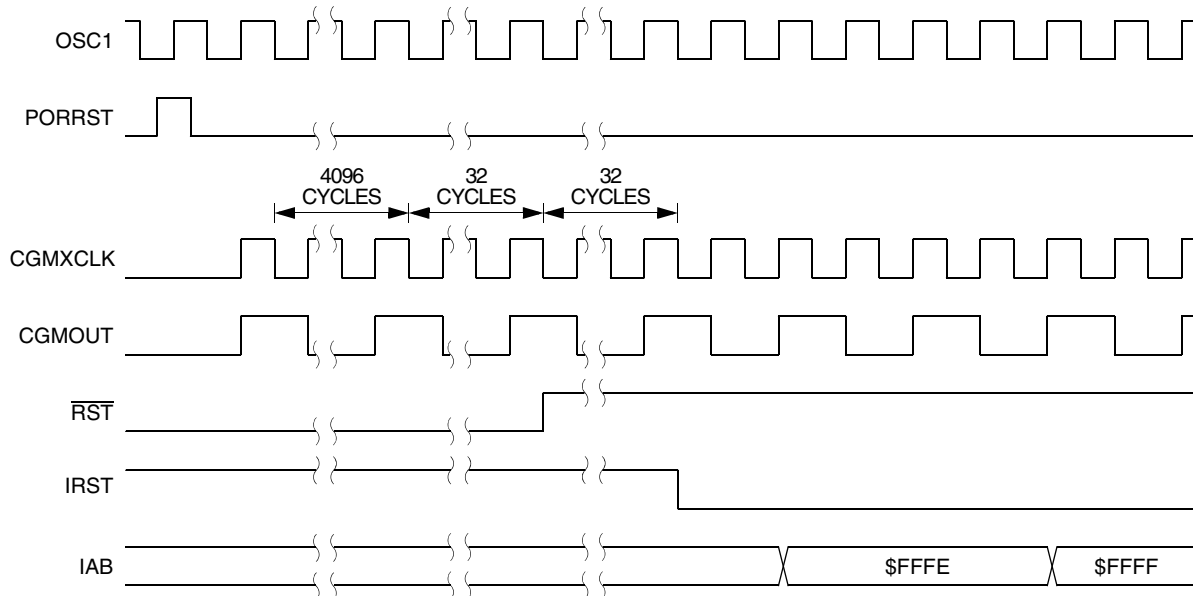 OSC1
PORRST
4096
CYCLES
32
CYCLES
32
CYCLES
CGMXCLK
CGMOUT
RST
IRST
IAB
$FFFE
$FFFF